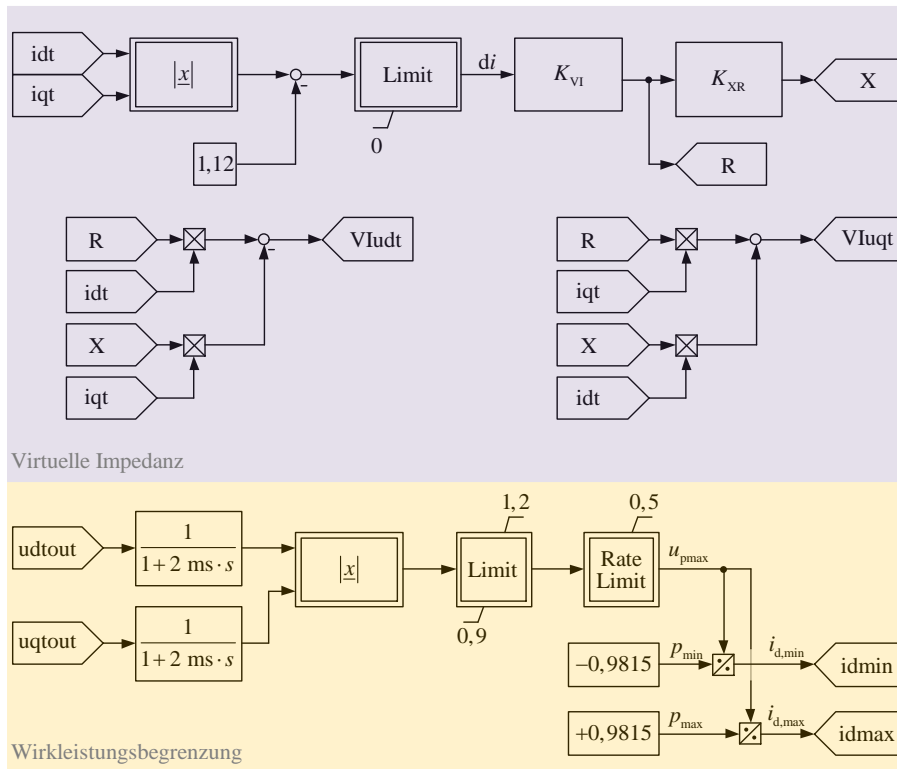 idt
iqt
|x|
Limit
0
di
K_VI
K_XR
X
1,12
-
R
R
idt
X
iqt
-
VIudt
R
iqt
X
idt
VIuqt
Virtuelle Impedanz
udtout
1
1+2 ms·s
uqtout
1
1+2 ms·s
|x|
1,2
Limit
0,9
0,5
Rate
Limit
u_pmax
−0,9815
p_min
i_d,min
idmin
+0,9815
p_max
i_d,max
idmax
Wirkleistungsbegrenzung